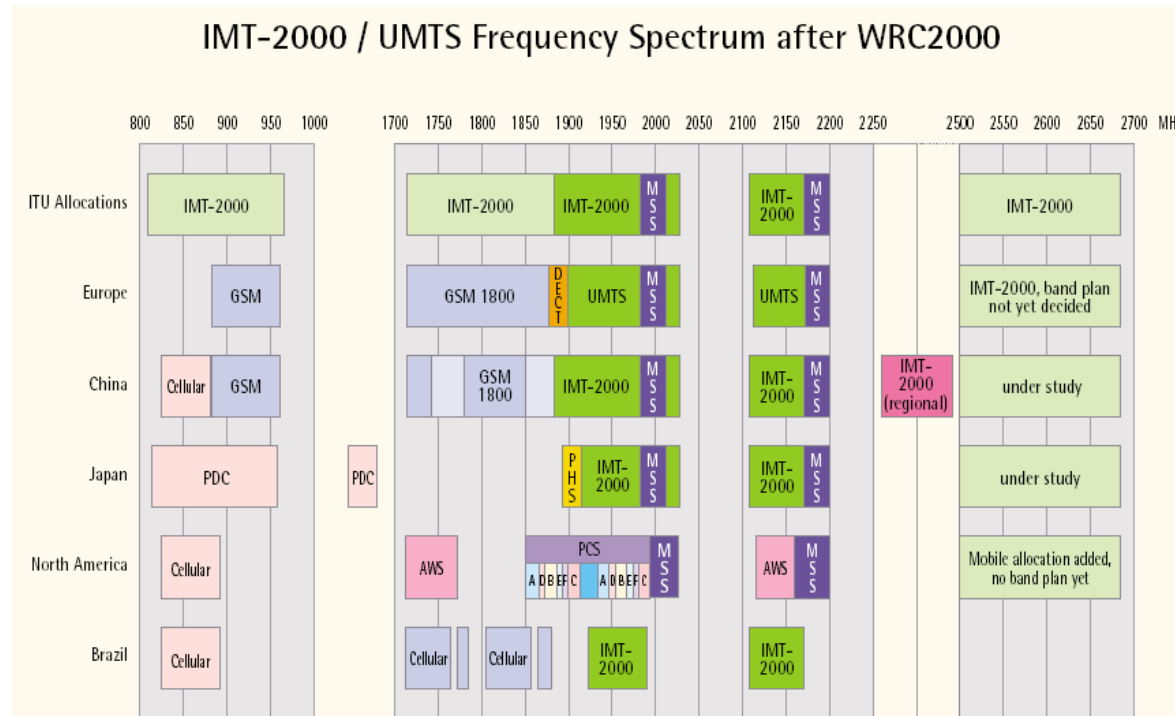 IMT-2000 / UMTS Frequency Spectrum after WRC2000
800 850 900 950 1000 1700 1750 1800 1850 1900 1950 2000 2100 2150 2200 2250 2500 2550 2600 2650 2700 MH
ITU Allocations
IMT-2000
IMT-2000
IMT-2000
M
S
S
IMT-
2000
M
S
S
IMT-2000
Europe
GSM
GSM 1800
D
E
C
T
UMTS
M
S
S
UMTS
M
S
S
IMT-2000, band plan
not yet decided
China
Cellular
GSM
GSM
1800
IMT-2000
M
S
S
IMT-
2000
M
S
S
IMT-
2000
(regional)
under study
Japan
PDC
PDC
P
H
S
IMT-
2000
M
S
S
IMT-
2000
M
S
S
under study
North America
Cellular
AWS
PCS
A D B E F C A D B E F C
M
S
S
AWS
M
S
S
Mobile allocation added,
no band plan yet
Brazil
Cellular
Cellular
Cellular
IMT-
2000
IMT-
2000